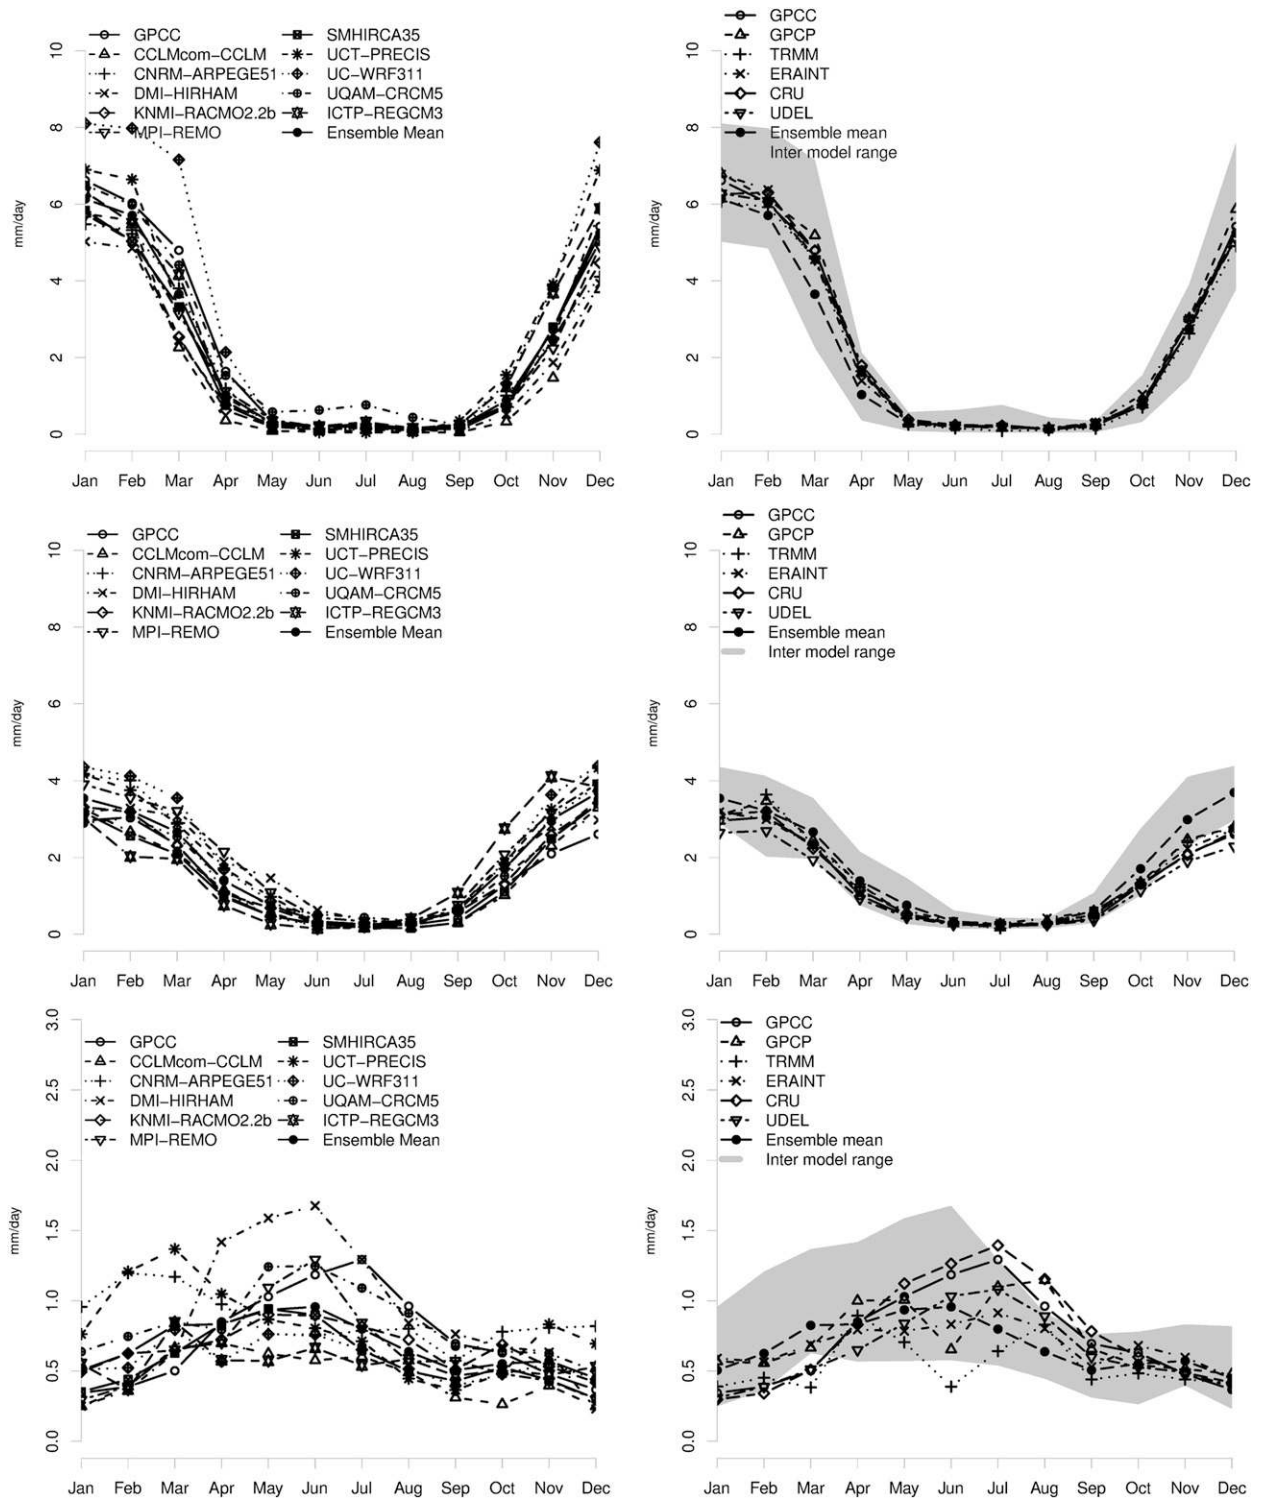 GPCC SMHIRCA35
CCLMcom−CCLM UCT−PRECIS
CNRM−ARPEGE51 UC−WRF311
DMI−HIRHAM UQAM−CRCM5
KNMI−RACMO2.2b ICTP−REGCM3
MPI−REMO Ensemble Mean
mm/day
10
8
6
4
2
0
Jan Feb Mar Apr May Jun Jul Aug Sep Oct Nov Dec
GPCC
GPCP
TRMM
ERAINT
CRU
UDEL
Ensemble mean
Inter model range
mm/day
10
8
6
4
2
0
Jan Feb Mar Apr May Jun Jul Aug Sep Oct Nov Dec
GPCC SMHIRCA35
CCLMcom−CCLM UCT−PRECIS
CNRM−ARPEGE51 UC−WRF311
DMI−HIRHAM UQAM−CRCM5
KNMI−RACMO2.2b ICTP−REGCM3
MPI−REMO Ensemble Mean
mm/day
10
8
6
4
2
0
Jan Feb Mar Apr May Jun Jul Aug Sep Oct Nov Dec
GPCC
GPCP
TRMM
ERAINT
CRU
UDEL
Ensemble mean
Inter model range
mm/day
10
8
6
4
2
0
Jan Feb Mar Apr May Jun Jul Aug Sep Oct Nov Dec
GPCC SMHIRCA35
CCLMcom−CCLM UCT−PRECIS
CNRM−ARPEGE51 UC−WRF311
DMI−HIRHAM UQAM−CRCM5
KNMI−RACMO2.2b ICTP−REGCM3
MPI−REMO Ensemble Mean
mm/day
3.0
2.5
2.0
1.5
1.0
0.5
0.0
Jan Feb Mar Apr May Jun Jul Aug Sep Oct Nov Dec
GPCC
GPCP
TRMM
ERAINT
CRU
UDEL
Ensemble mean
Inter model range
mm/day
3.0
2.5
2.0
1.5
1.0
0.5
0.0
Jan Feb Mar Apr May Jun Jul Aug Sep Oct Nov Dec